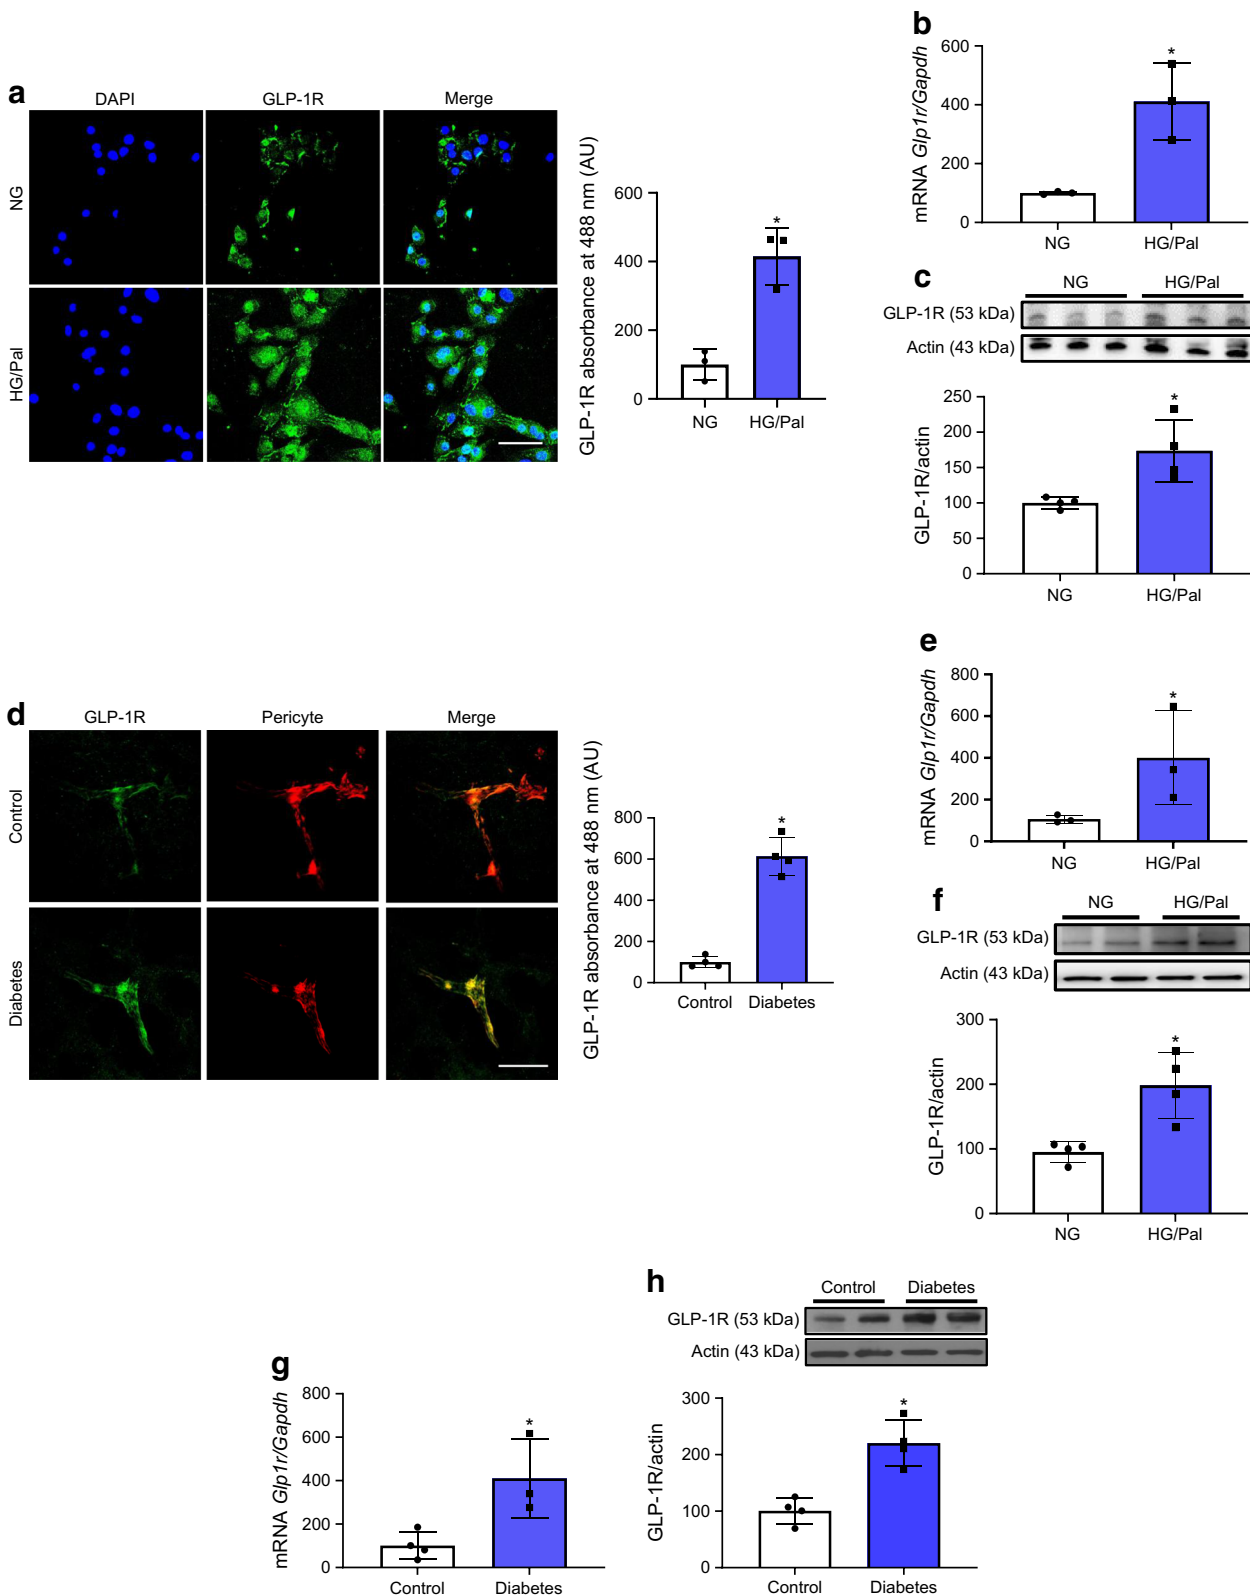 a
DAPI
GLP-1R
Merge
NG
HG/Pal
GLP-1R absorbance at 488 nm (AU)
600
400
200
0
*
NG
HG/Pal
b
mRNA Glp1r/Gapdh
600
400
200
0
*
NG
HG/Pal
c
NG
HG/Pal
GLP-1R (53 kDa)
Actin (43 kDa)
GLP-1R/actin
250
200
150
100
50
0
*
NG
HG/Pal
d
GLP-1R
Pericyte
Merge
Control
Diabetes
GLP-1R absorbance at 488 nm (AU)
800
600
400
200
0
*
Control
Diabetes
e
mRNA Glp1r/Gapdh
800
600
400
200
0
*
NG
HG/Pal
f
NG
HG/Pal
GLP-1R (53 kDa)
Actin (43 kDa)
GLP-1R/actin
300
200
100
0
*
NG
HG/Pal
g
mRNA Glp1r/Gapdh
800
600
400
200
0
*
Control
Diabetes
h
Control
Diabetes
GLP-1R (53 kDa)
Actin (43 kDa)
GLP-1R/actin
300
200
100
0
*
Control
Diabetes